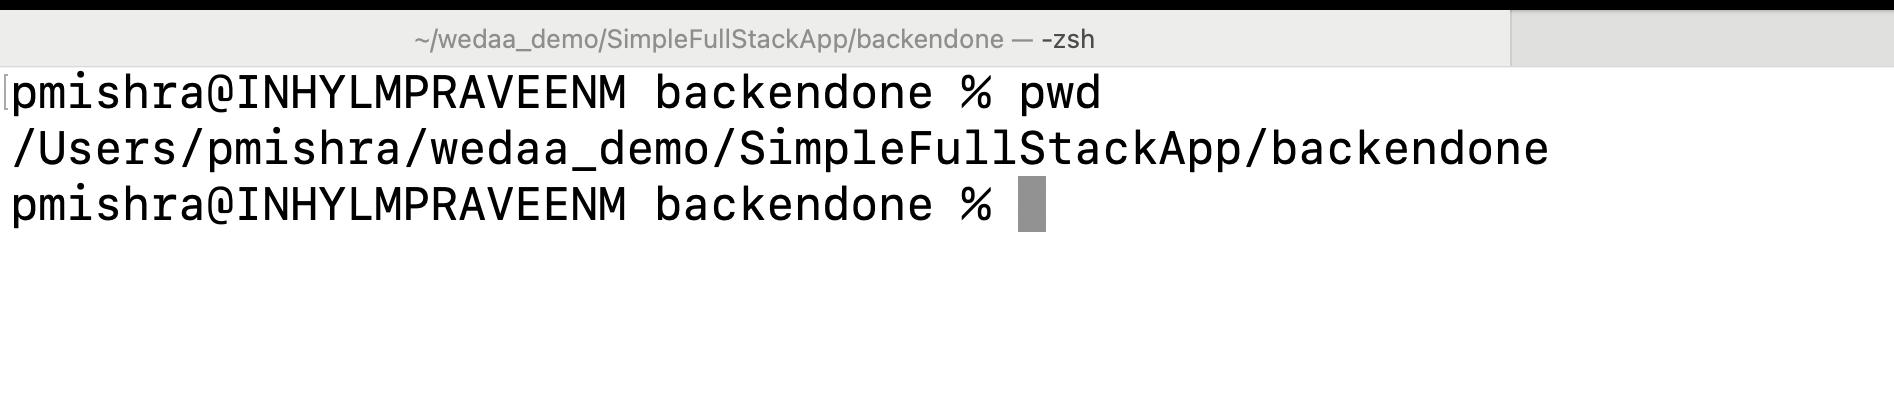 ~/wedaa_demo/SimpleFullStackApp/backendone — -zsh
pmishra@INHYLMPRAVEENM backendone % pwd
/Users/pmishra/wedaa_demo/SimpleFullStackApp/backendone
pmishra@INHYLMPRAVEENM backendone %